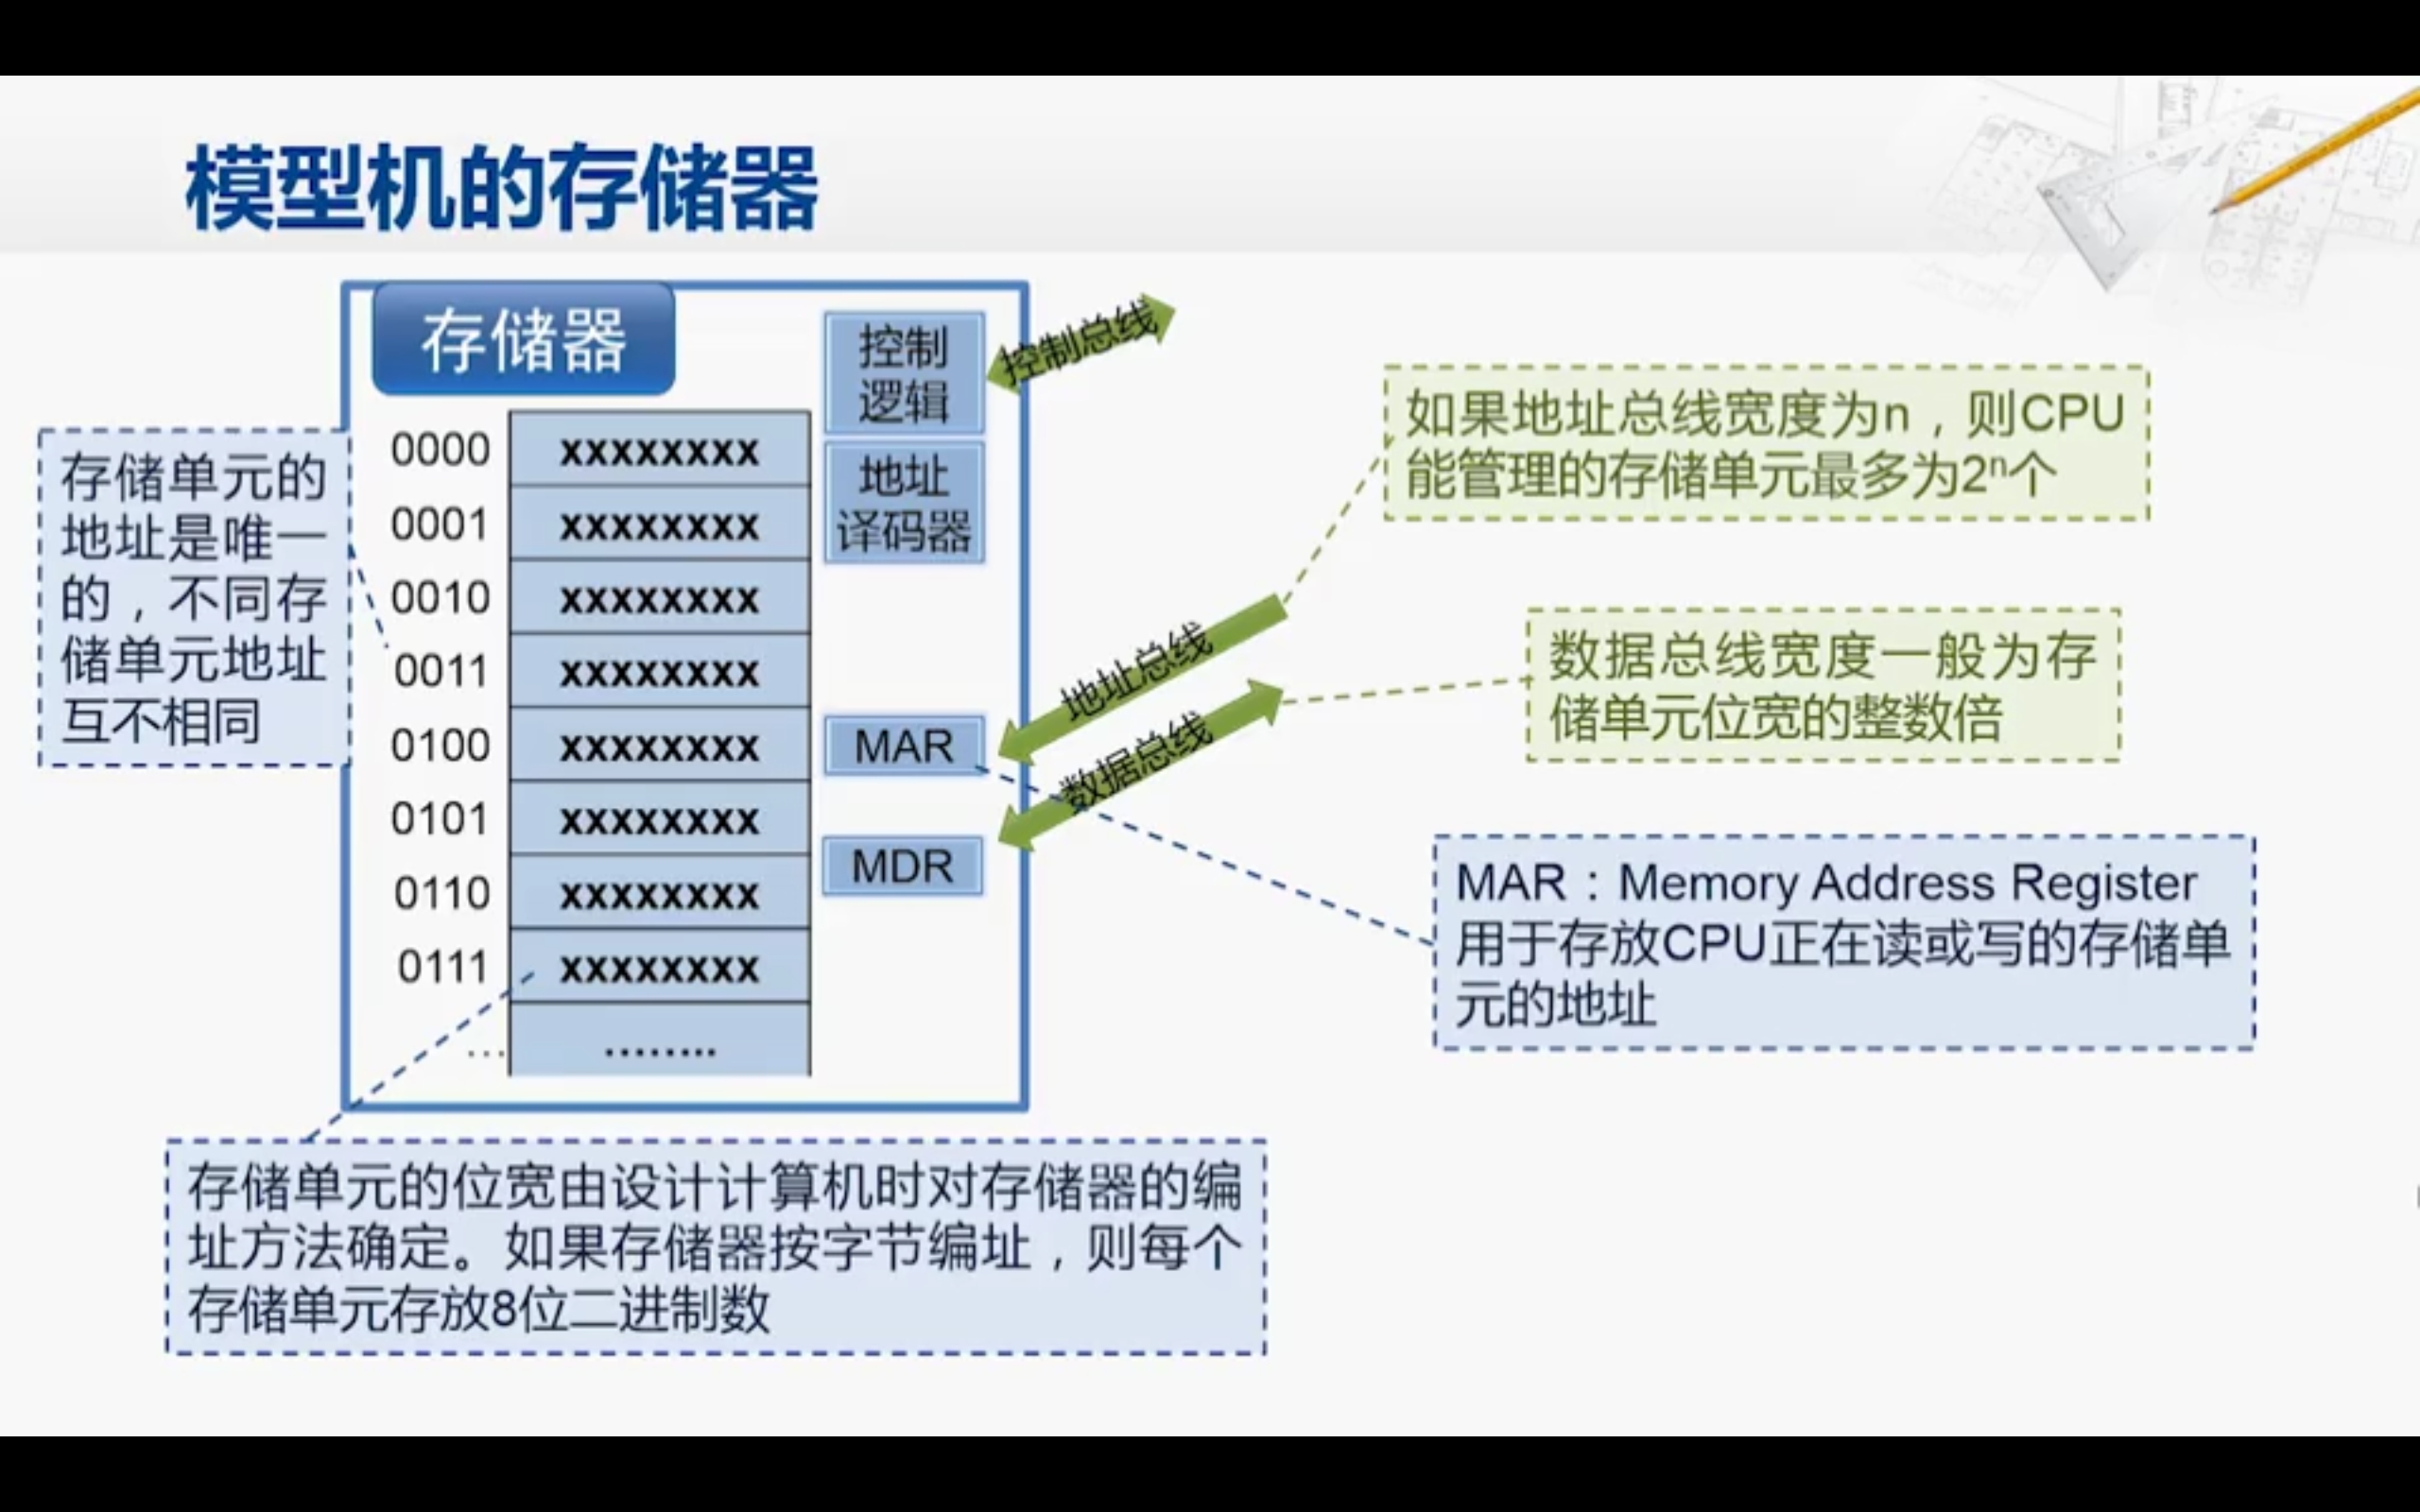 模型机的存储器
存储器
控制
逻辑
控制总线
地址
译码器
存储单元的
地址是唯一
的，不同存
储单元地址
互不相同
0000 xxxxxxxx
0001 xxxxxxxx
0010 xxxxxxxx
0011 xxxxxxxx
0100 xxxxxxxx
0101 xxxxxxxx
0110 xxxxxxxx
0111 xxxxxxxx
... ........
MAR
MDR
地址总线
数据总线
如果地址总线宽度为n，则CPU
能管理的存储单元最多为2ⁿ个
数据总线宽度一般为存
储单元位宽的整数倍
MAR：Memory Address Register
用于存放CPU正在读或写的存储单
元的地址
存储单元的位宽由设计计算机时对存储器的编
址方法确定。如果存储器按字节编址，则每个
存储单元存放8位二进制数